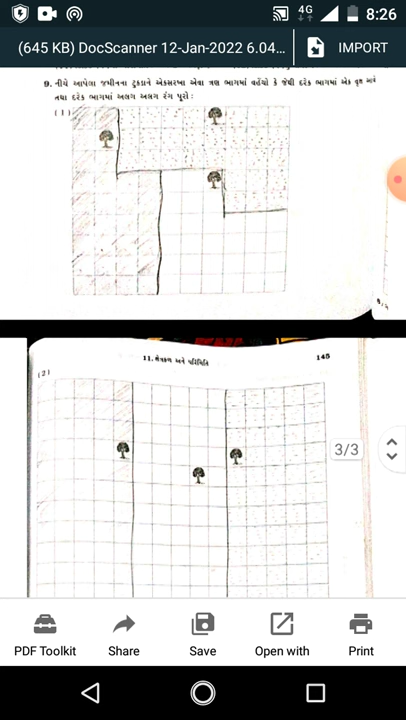 4G 8:26
(645 KB) DocScanner 12-Jan-2022 6.04... IMPORT
9. નીચે આપેલા જમીનના ટુકડાને એકસરખા એવા ત્રણ ભાગમાં વહેંચો કે જેથી દરેક ભાગમાં એક વૃક્ષ આવે
તથા દરેક ભાગમાં અલગ અલગ રંગ પૂરો :
(1)
11. ક્ષેત્રફળ અને પરિમિતિ 145
(2)
3/3
PDF Toolkit Share Save Open with Print